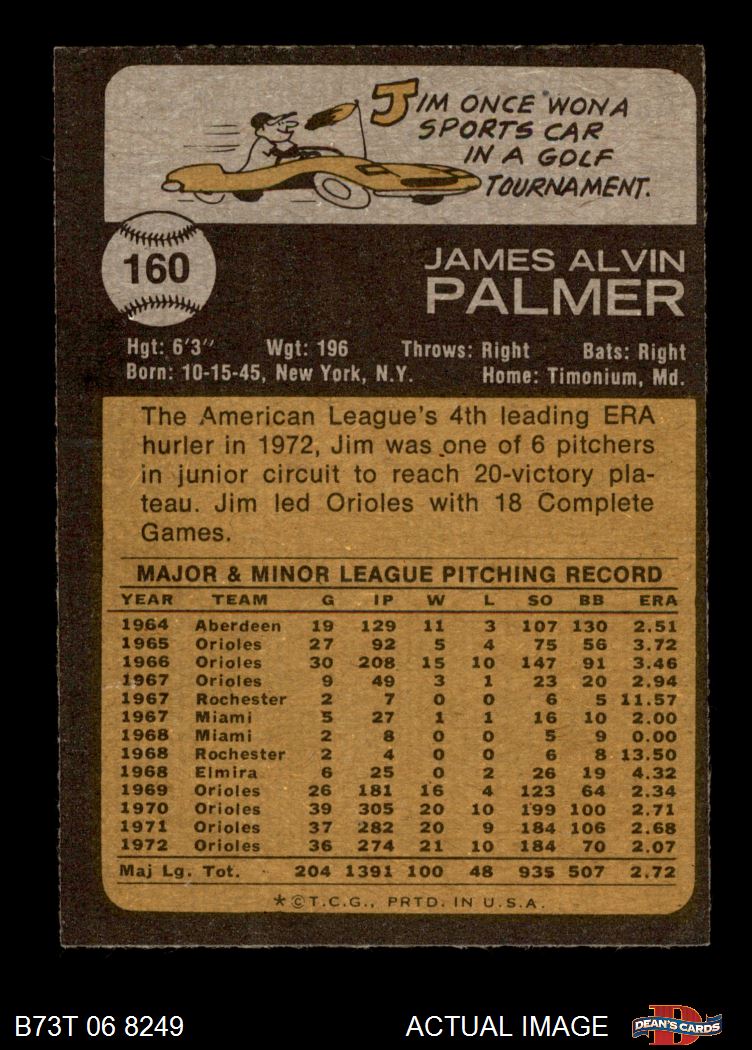 JIM ONCE WON A
SPORTS CAR
IN A GOLF
TOURNAMENT.
160
JAMES ALVIN
PALMER
Hgt: 6'3" Wgt: 196 Throws: Right Bats: Right
Born: 10-15-45, New York, N.Y. Home: Timonium, Md.
The American League's 4th leading ERA
hurler in 1972, Jim was one of 6 pitchers
in junior circuit to reach 20-victory pla-
teau. Jim led Orioles with 18 Complete
Games.
MAJOR & MINOR LEAGUE PITCHING RECORD
YEAR TEAM G IP W L SO BB ERA
1964 Aberdeen 19 129 11 3 107 130 2.51
1965 Orioles 27 92 5 4 75 56 3.72
1966 Orioles 30 208 15 10 147 91 3.46
1967 Orioles 9 49 3 1 23 20 2.94
1967 Rochester 2 7 0 0 6 5 11.57
1967 Miami 5 27 1 1 16 10 2.00
1968 Miami 2 8 0 0 5 9 0.00
1968 Rochester 2 4 0 0 6 8 13.50
1968 Elmira 6 25 0 2 26 19 4.32
1969 Orioles 26 181 16 4 123 64 2.34
1970 Orioles 39 305 20 10 199 100 2.71
1971 Orioles 37 282 20 9 184 106 2.68
1972 Orioles 36 274 21 10 184 70 2.07
Maj Lg. Tot. 204 1391 100 48 935 507 2.72
*©T.C.G., PRTD. IN U.S.A.
B73T 06 8249 ACTUAL IMAGE
D
DEAN'S CARDS